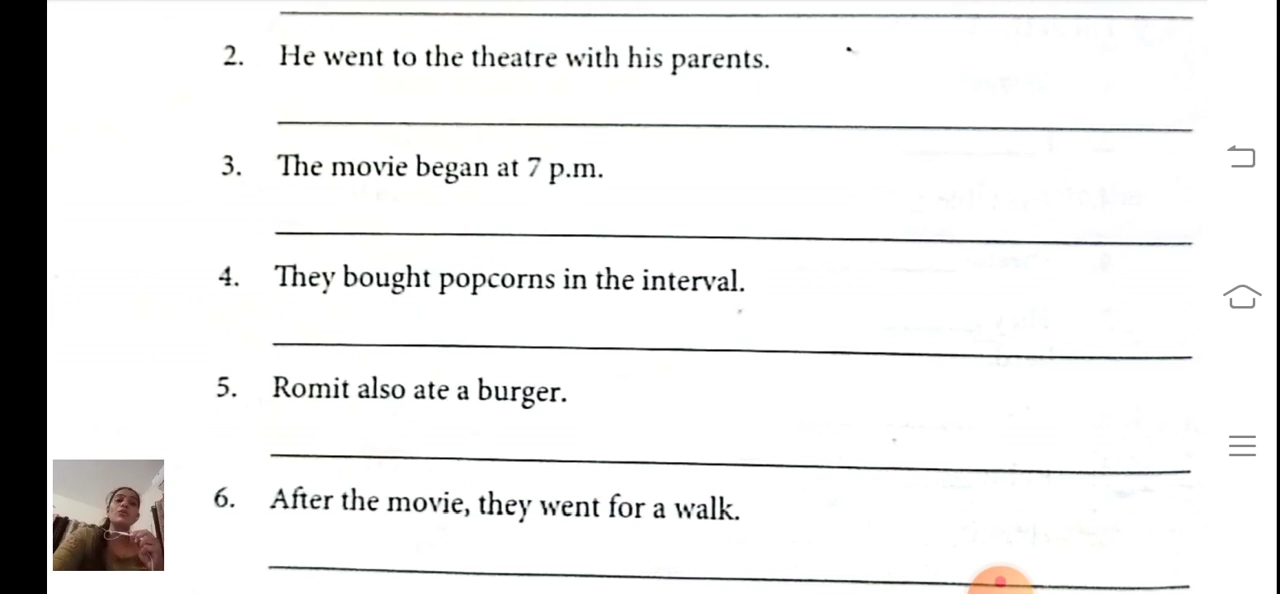 2. He went to the theatre with his parents.
3. The movie began at 7 p.m.
4. They bought popcorns in the interval.
5. Romit also ate a burger.
6. After the movie, they went for a walk.